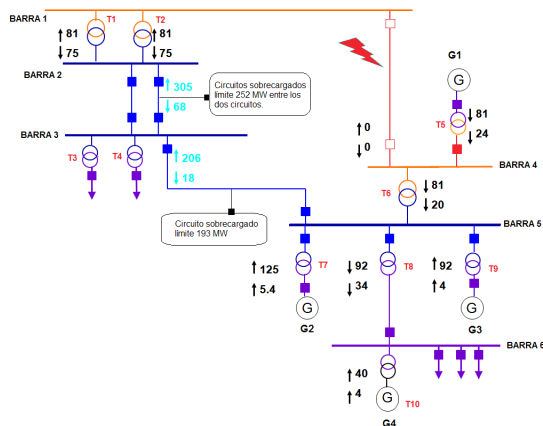 BARRA 1
T1
T2
81
75
81
75
BARRA 2
305
68
Circuitos sobrecargados
límite 252 MW entre los
dos circuitos.
G1
G
81
T5
24
0
0
BARRA 3
T3
T4
206
18
BARRA 4
T6
81
20
Circuito sobrecargado
límite 193 MW
BARRA 5
125
T7
5.4
92
T8
34
92
T9
4
G
G2
G
G3
BARRA 6
40
4
G
T10
G4